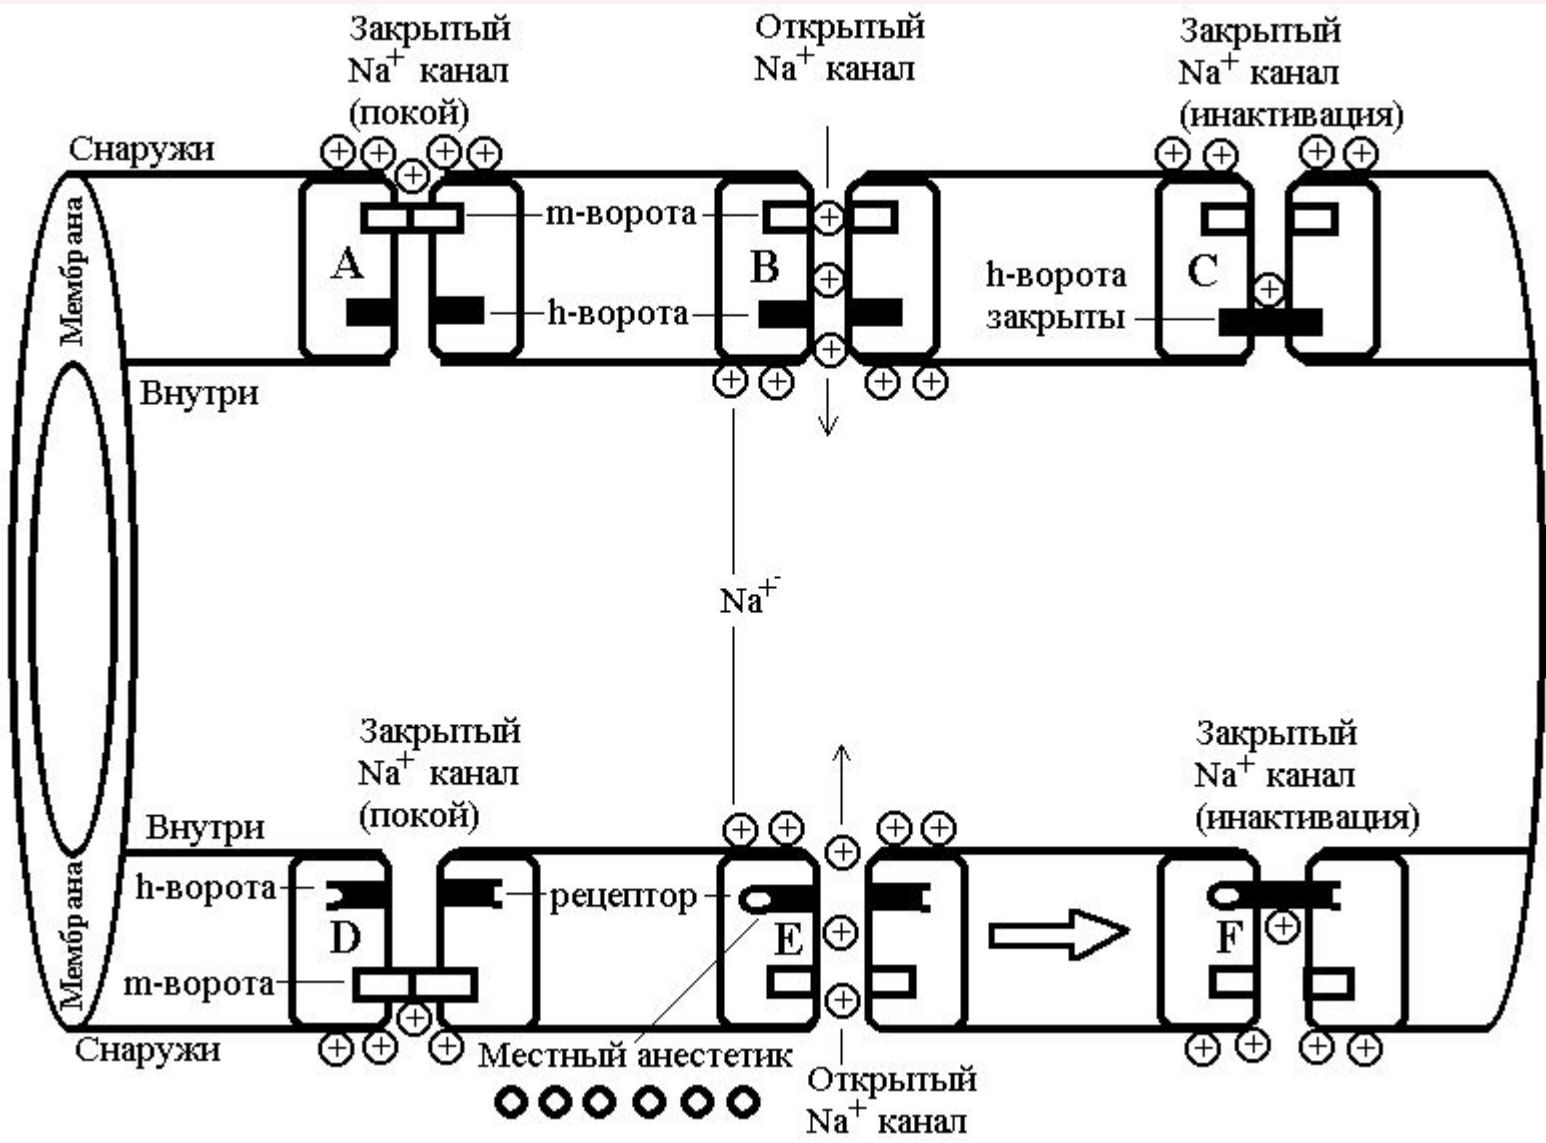 Закрытый
Na+ канал
(покой)
Открытый
Na+ канал
Закрытый
Na+ канал
(инактивация)
Снаружи
Мембрана
m-ворота
A
B
C
h-ворота
h-ворота
закрыты
Внутри
Na+-
Закрытый
Na+ канал
(покой)
Закрытый
Na+ канал
(инактивация)
Внутри
Мембрана
h-ворота
рецептор
D
E
F
m-ворота
Снаружи
Местный анестетик
Открытый
Na+ канал